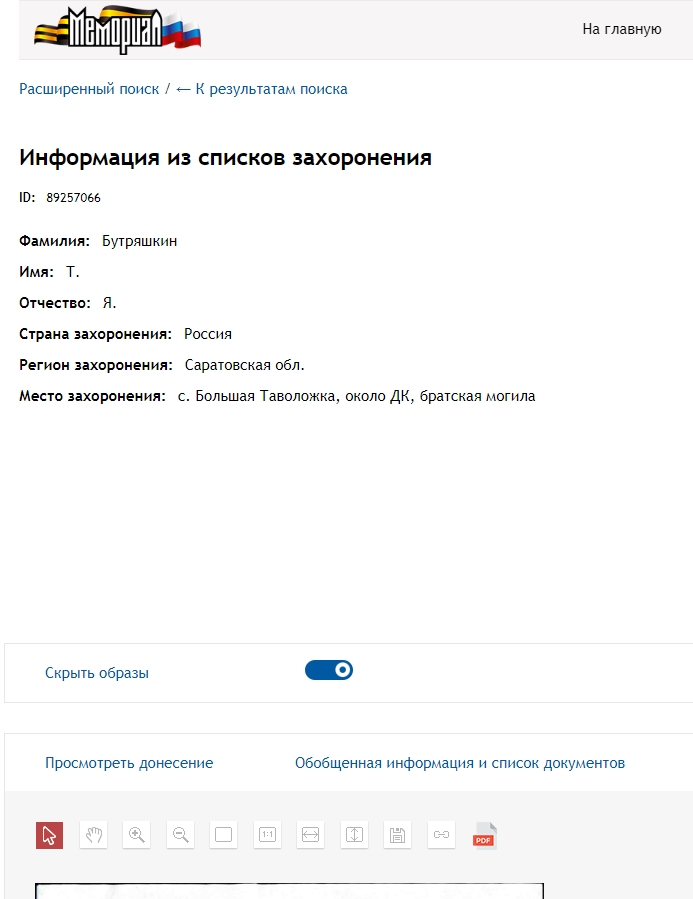 Мемориал
На главную
Расширенный поиск / ← К результатам поиска
Информация из списков захоронения
ID: 89257066
Фамилия: Бутряшкин
Имя: Т.
Отчество: Я.
Страна захоронения: Россия
Регион захоронения: Саратовская обл.
Место захоронения: с. Большая Таволожка, около ДК, братская могила
Скрыть образы
Просмотреть донесение Обобщенная информация и список документов
1:1
PDF